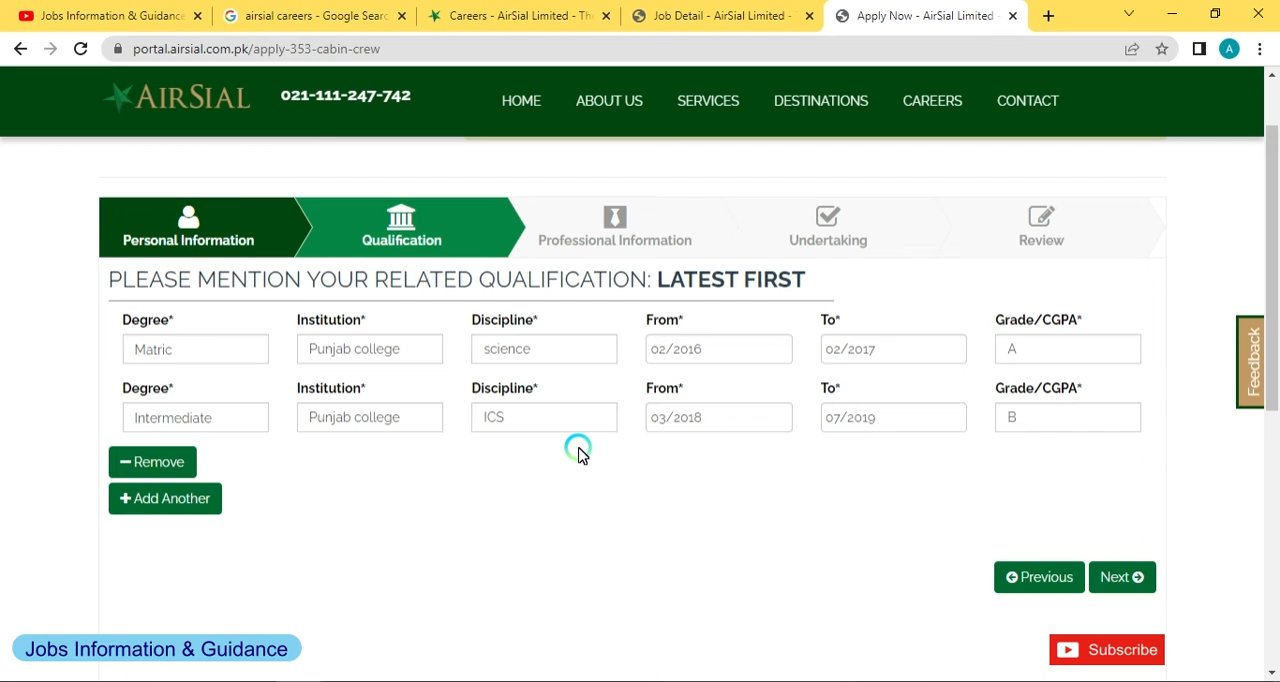 Jobs Information & Guidance
airsial careers - Google Searc
Careers - AirSial Limited - Th
Job Detail - AirSial Limited -
Apply Now - AirSial Limited
portal.airsial.com.pk/apply-353-cabin-crew
A
AIRSIAL
021-111-247-742
HOME
ABOUT US
SERVICES
DESTINATIONS
CAREERS
CONTACT
Personal Information
Qualification
Professional Information
Undertaking
Review
PLEASE MENTION YOUR RELATED QUALIFICATION: LATEST FIRST
Degree* Institution* Discipline* From* To* Grade/CGPA*
Matric Punjab college science 02/2016 02/2017 A
Degree* Institution* Discipline* From* To* Grade/CGPA*
Intermediate Punjab college ICS 03/2018 07/2019 B
Remove
Add Another
Previous
Next
Feedback
Jobs Information & Guidance
Subscribe